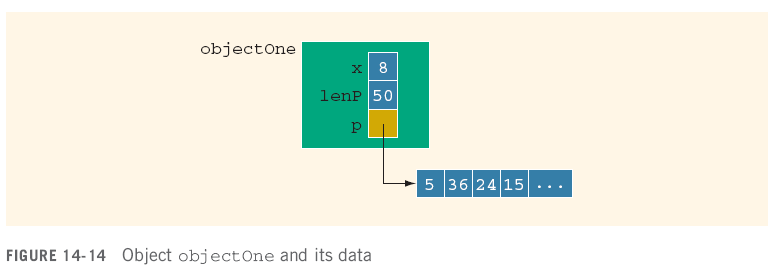 objectOne
x 8
lenP 50
p
5 36 24 15 ...
FIGURE 14-14 Object objectOne and its data